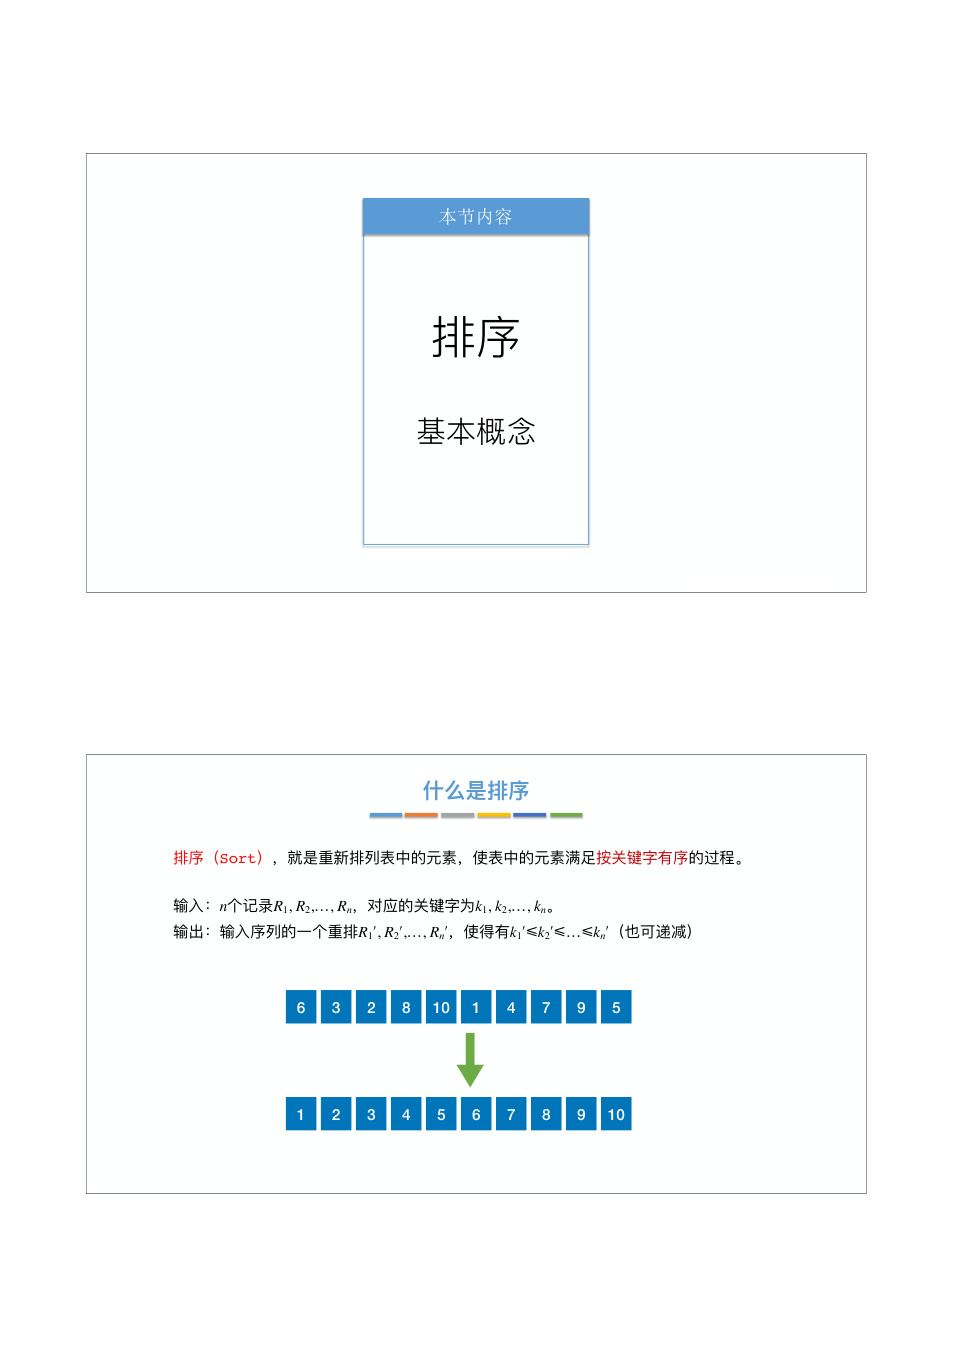 本节内容
排序
基本概念
什么是排序
排序（Sort），就是重新排列表中的元素，使表中的元素满足按关键字有序的过程。
输入：n个记录R₁, R₂,…, Rₙ，对应的关键字为k₁, k₂,…, kₙ。
输出：输入序列的一个重排R₁′, R₂′,…, Rₙ′，使得有k₁′≤k₂′≤…≤kₙ′（也可递减）
6 3 2 8 10 1 4 7 9 5
1 2 3 4 5 6 7 8 9 10